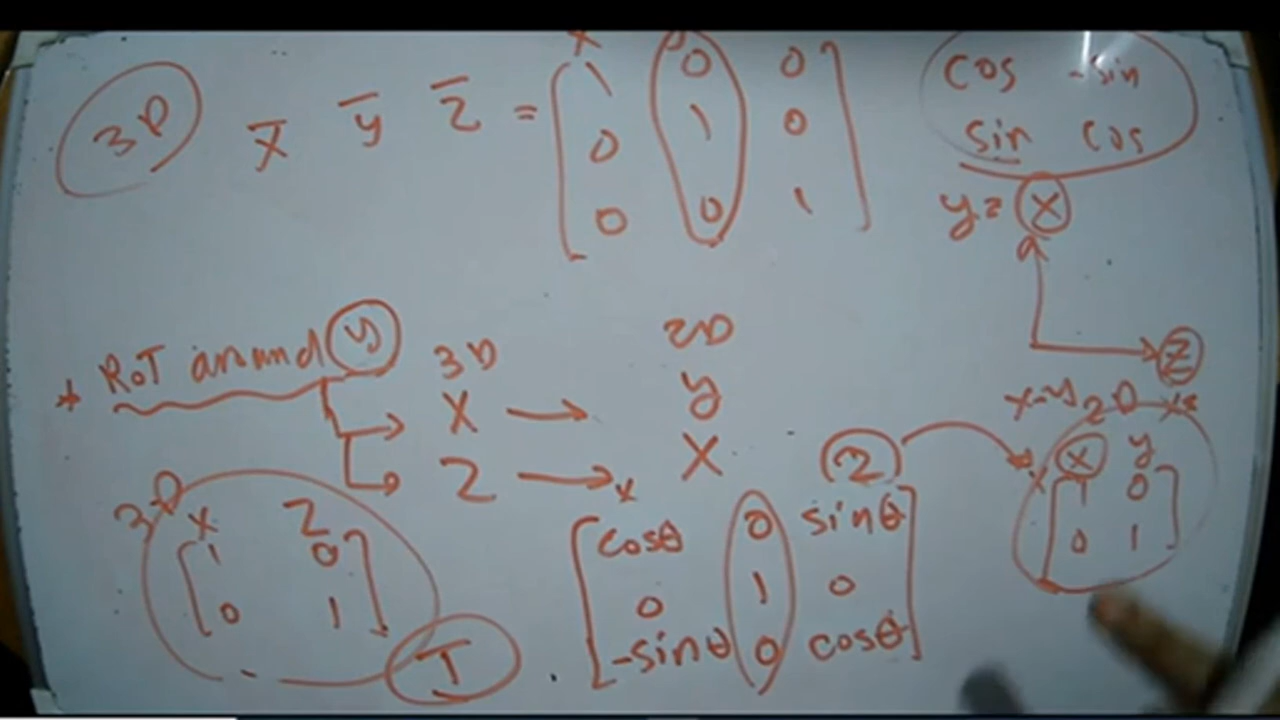 3D
x̄ ȳ z̄ =
x
1 0 0
0 1 0
0 0 1
cos -sin
sin cos
y= x
z
* RoT around y
3D 2D
x → y
z → x
3D
x z
1 0
0 1
T
x z
cosθ 0 sinθ
0 1 0
-sinθ 0 cosθ
x-y 2D
x y
1 0
0 1